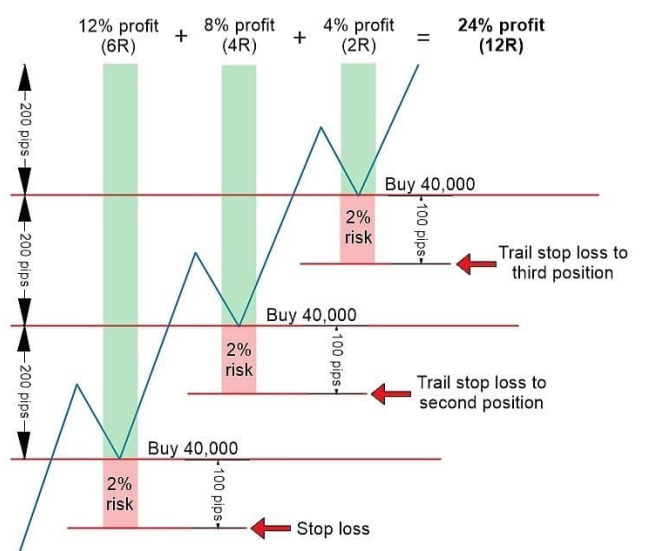 12% profit + 8% profit + 4% profit = 24% profit
(6R) (4R) (2R) (12R)
200 pips
Buy 40,000
2%
risk
100 pips
Trail stop loss to
third position
200 pips
Buy 40,000
2%
risk
100 pips
Trail stop loss to
second position
200 pips
Buy 40,000
2%
risk
100 pips
Stop loss